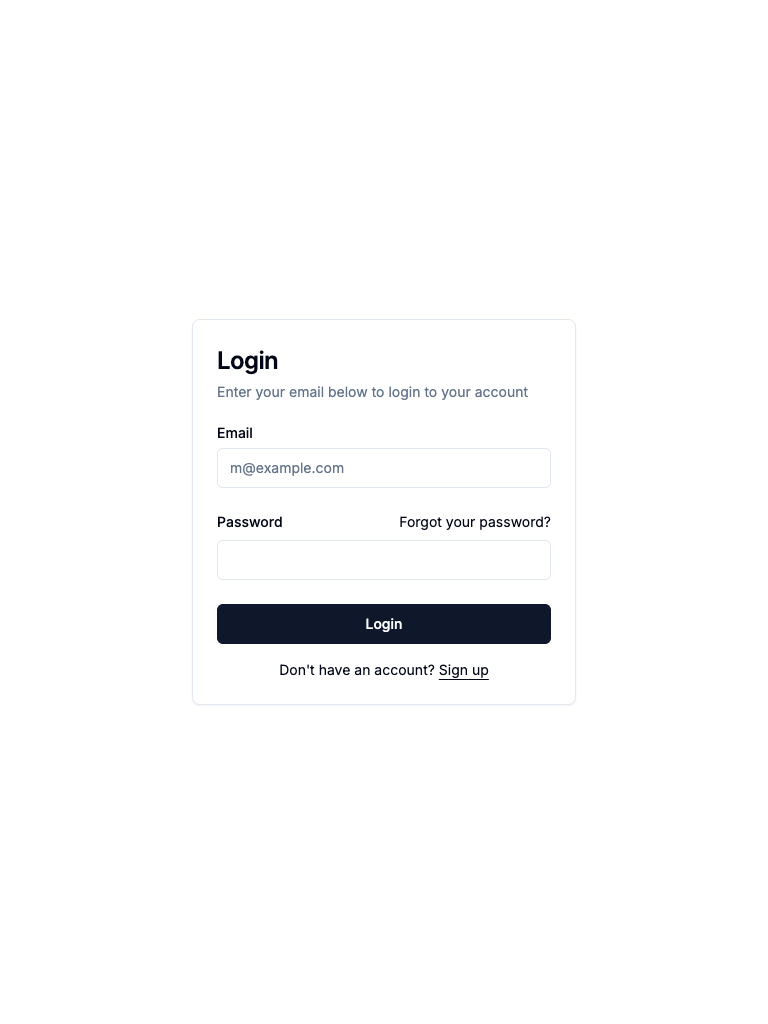 Login
Enter your email below to login to your account
Email
m@example.com
Password
Forgot your password?
Login
Don't have an account? Sign up